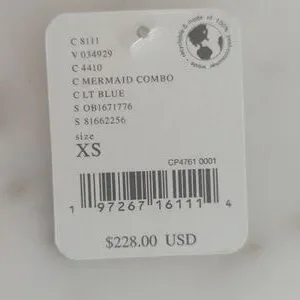 C 8111
V 034929
C 4410
C MERMAID COMBO
C LT BLUE
S OB1671776
S 81662256
size
XS
CP4761 0001
1 97267 16111 4
$228.00 USD